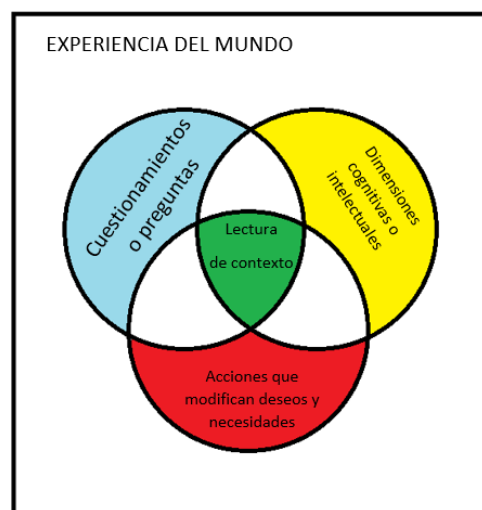 EXPERIENCIA DEL MUNDO
Cuestionamientos
o preguntas
Dimensiones
cognitivas o
intelectuales
Lectura
de contexto
Acciones que
modifican deseos y
necesidades